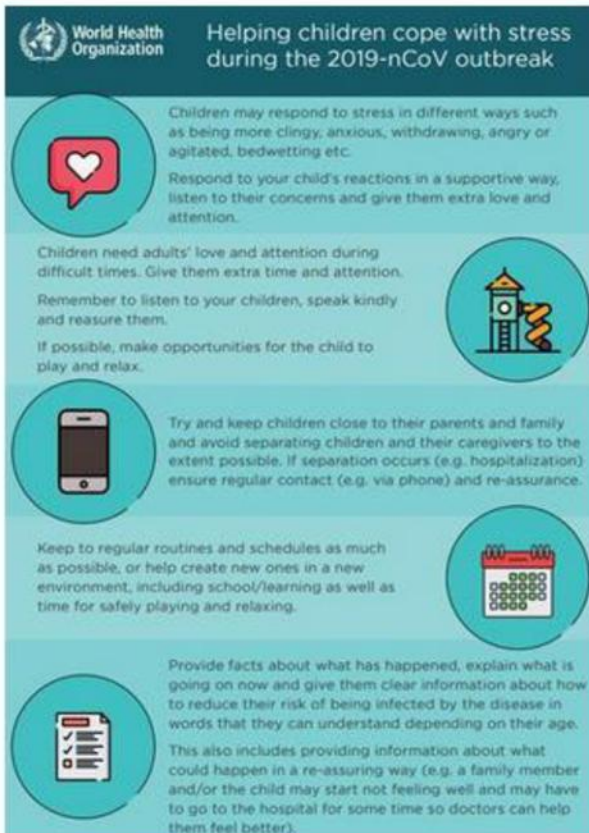 World Health
Organization
Helping children cope with stress
during the 2019-nCoV outbreak
Children may respond to stress in different ways such
as being more clingy, anxious, withdrawing, angry or
agitated, bedwetting etc.
Respond to your child's reactions in a supportive way,
listen to their concerns and give them extra love and
attention.
Children need adults' love and attention during
difficult times. Give them extra time and attention.
Remember to listen to your children, speak kindly
and reasure them.
If possible, make opportunities for the child to
play and relax.
Try and keep children close to their parents and family
and avoid separating children and their caregivers to the
extent possible. If separation occurs (e.g. hospitalization)
ensure regular contact (e.g. via phone) and re-assurance.
Keep to regular routines and schedules as much
as possible, or help create new ones in a new
environment, including school/learning as well as
time for safely playing and relaxing.
Provide facts about what has happened, explain what is
going on now and give them clear information about how
to reduce their risk of being infected by the disease in
words that they can understand depending on their age.
This also includes providing information about what
could happen in a re-assuring way (e.g. a family member
and/or the child may start not feeling well and may have
to go to the hospital for some time so doctors can help
them feel better).